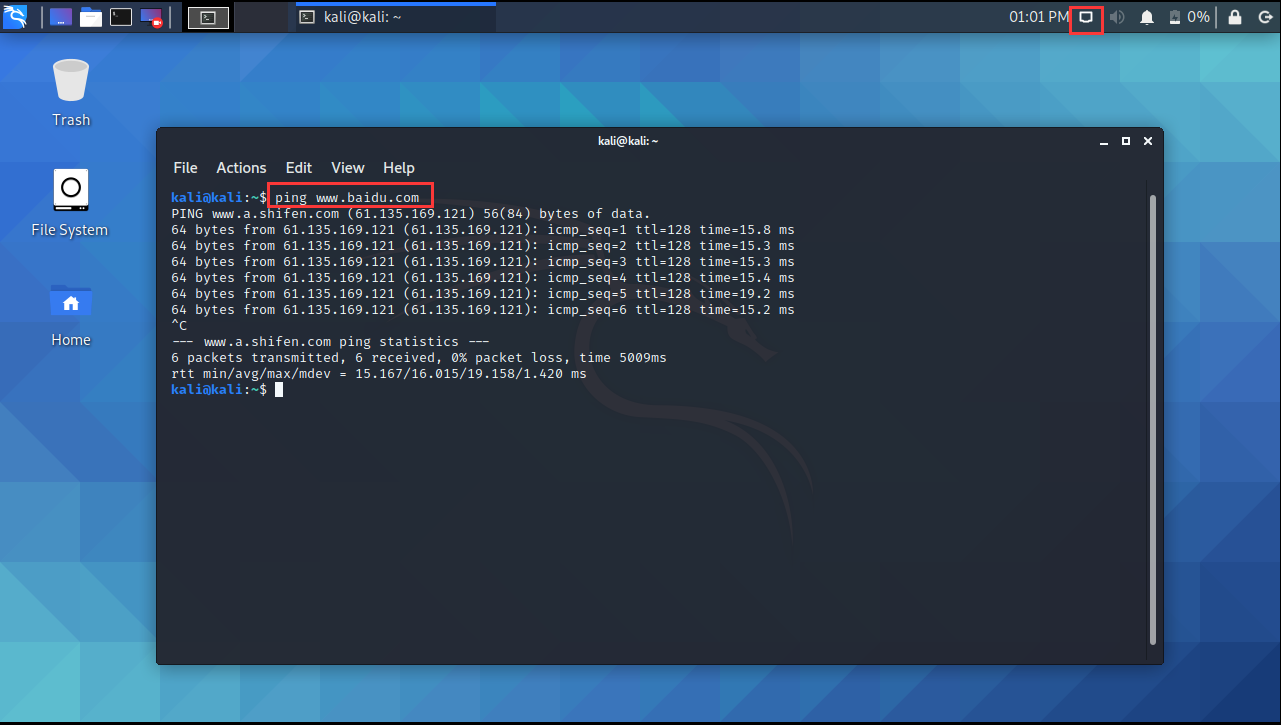 kali@kali: ~
01:01 PM
0%
Trash
File System
Home
kali@kali: ~
File Actions Edit View Help
kali@kali:~$ ping www.baidu.com
PING www.a.shifen.com (61.135.169.121) 56(84) bytes of data.
64 bytes from 61.135.169.121 (61.135.169.121): icmp_seq=1 ttl=128 time=15.8 ms
64 bytes from 61.135.169.121 (61.135.169.121): icmp_seq=2 ttl=128 time=15.3 ms
64 bytes from 61.135.169.121 (61.135.169.121): icmp_seq=3 ttl=128 time=15.3 ms
64 bytes from 61.135.169.121 (61.135.169.121): icmp_seq=4 ttl=128 time=15.4 ms
64 bytes from 61.135.169.121 (61.135.169.121): icmp_seq=5 ttl=128 time=19.2 ms
64 bytes from 61.135.169.121 (61.135.169.121): icmp_seq=6 ttl=128 time=15.2 ms
^C
--- www.a.shifen.com ping statistics ---
6 packets transmitted, 6 received, 0% packet loss, time 5009ms
rtt min/avg/max/mdev = 15.167/16.015/19.158/1.420 ms
kali@kali:~$